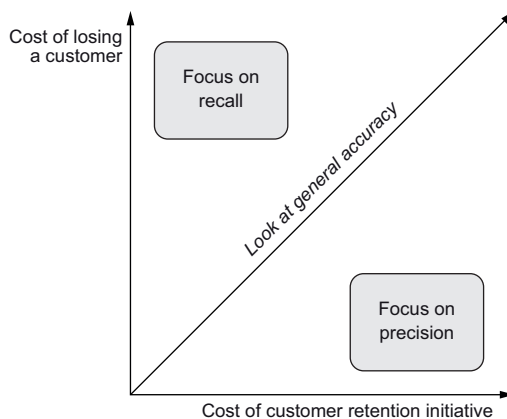 Cost of losing
a customer
Focus on
recall
Look at general accuracy
Focus on
precision
Cost of customer retention initiative